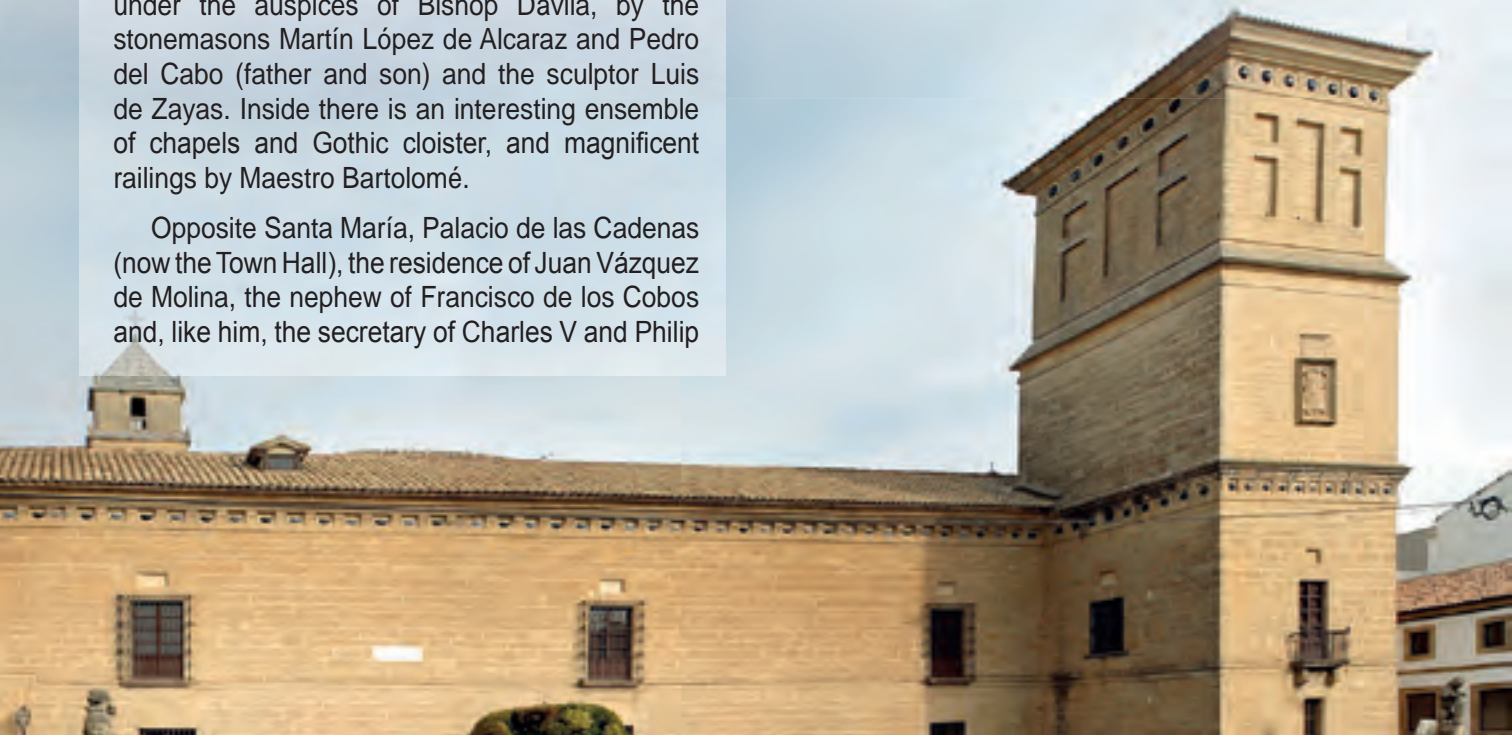 under the auspices of Bishop Dávila, by the
stonemasons Martín López de Alcaraz and Pedro
del Cabo (father and son) and the sculptor Luis
de Zayas. Inside there is an interesting ensemble
of chapels and Gothic cloister, and magnificent
railings by Maestro Bartolomé.
Opposite Santa María, Palacio de las Cadenas
(now the Town Hall), the residence of Juan Vázquez
de Molina, the nephew of Francisco de los Cobos
and, like him, the secretary of Charles V and Philip